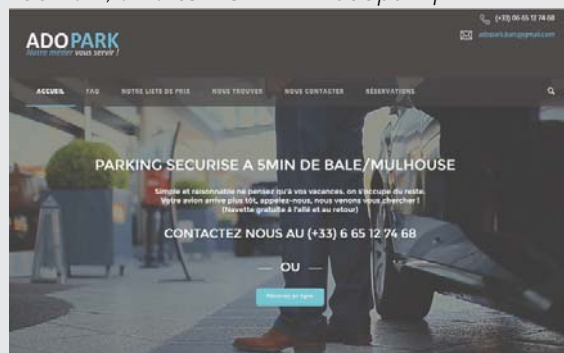 ADOPARK
Notre métier vous servir !
(+33) 06 65 12 74 68
ACCUEIL FAQ NOTRE LISTE DE PRIX NOUS TROUVER NOUS CONTACTER RÉSERVATIONS
PARKING SECURISE A 5MIN DE BALE/MULHOUSE
Simple et raisonnable ne pensez qu'à vos vacances, on s'occupe du reste.
Votre avion arrive plus tôt, appelez-nous, nous venons vous chercher !
(Navette gratuite à l'allé et au retour)
CONTACTEZ NOUS AU (+33) 6 65 12 74 68
OU
Réservez en ligne